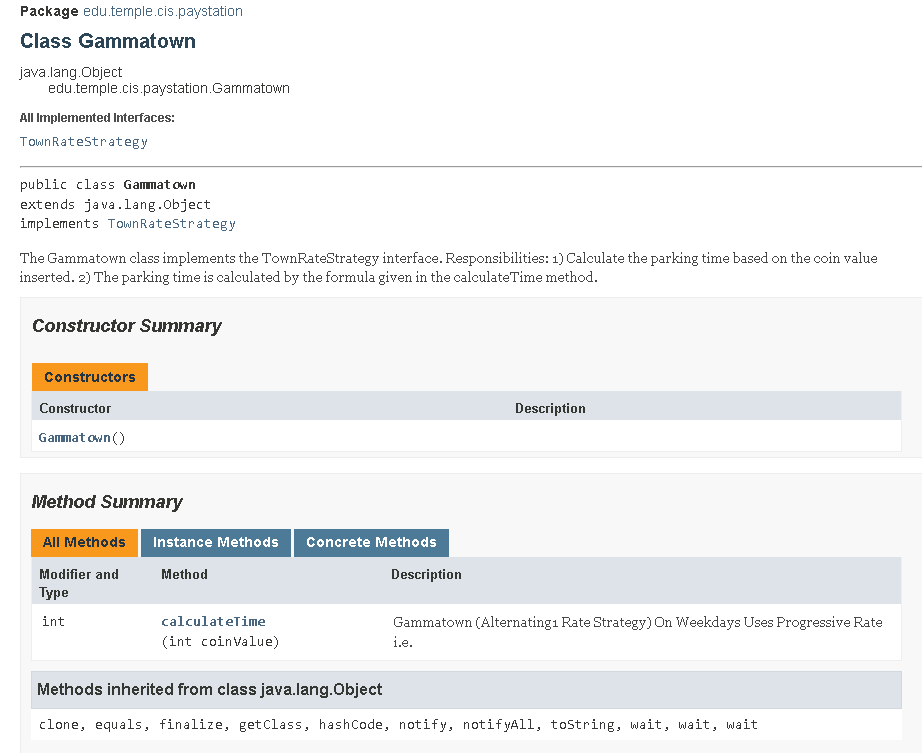 Package edu.temple.cis.paystation
Class Gammatown
java.lang.Object
edu.temple.cis.paystation.Gammatown
All Implemented Interfaces:
TownRateStrategy
public class Gammatown
extends java.lang.Object
implements TownRateStrategy
The Gammatown class implements the TownRateStrategy interface. Responsibilities: 1) Calculate the parking time based on the coin value
inserted. 2) The parking time is calculated by the formula given in the calculateTime method.
Constructor Summary
Constructors
Constructor Description
Gammatown()
Method Summary
All Methods Instance Methods Concrete Methods
Modifier and Method Description
Type
int calculateTime Gammatown (Alternating1 Rate Strategy) On Weekdays Uses Progressive Rate
(int coinValue) i.e.
Methods inherited from class java.lang.Object
clone, equals, finalize, getClass, hashCode, notify, notifyAll, toString, wait, wait, wait